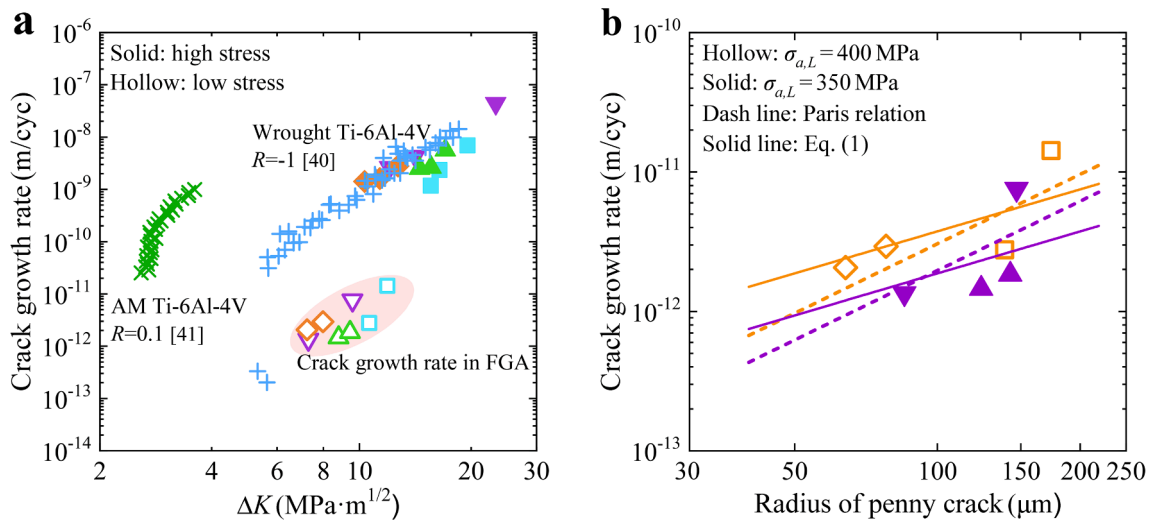 a
Solid: high stress
Hollow: low stress
Wrought Ti-6Al-4V
R=-1 [40]
AM Ti-6Al-4V
R=0.1 [41]
Crack growth rate in FGA
Crack growth rate (m/cyc)
10⁻⁶
10⁻⁷
10⁻⁸
10⁻⁹
10⁻¹⁰
10⁻¹¹
10⁻¹²
10⁻¹³
10⁻¹⁴
2
4
6
8
10
20
30
ΔK (MPa·m^{1/2})
b
Hollow: σ_{a,L} = 400 MPa
Solid: σ_{a,L} = 350 MPa
Dash line: Paris relation
Solid line: Eq. (1)
Crack growth rate (m/cyc)
10⁻¹⁰
10⁻¹¹
10⁻¹²
10⁻¹³
30
50
100
150
200
250
Radius of penny crack (μm)